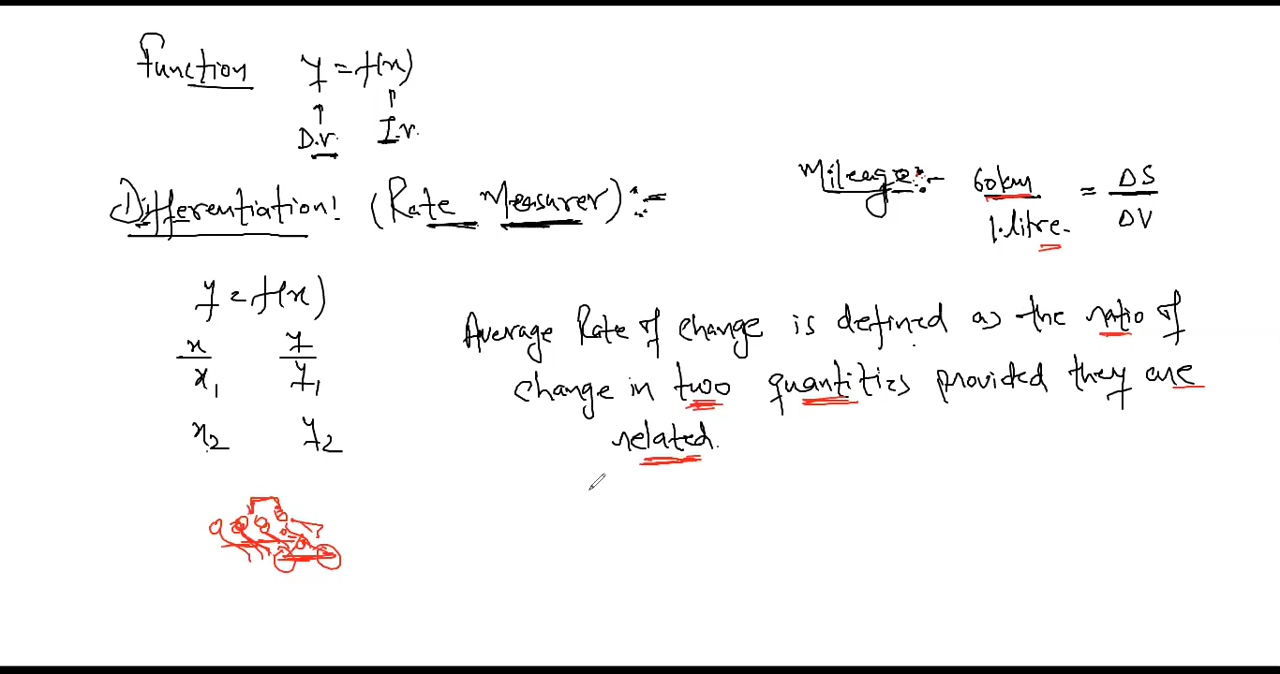 Function y = f(x)
↑ ↑
D.v. I.v.
Mileage:- 60km = ΔS
1.litre. ΔV
Differentiation! (Rate Measurer):=
y = f(x)
x y
x1 y1
x2 y2
Average Rate of change is defined as the ratio of
change in two quantities provided they are
related.